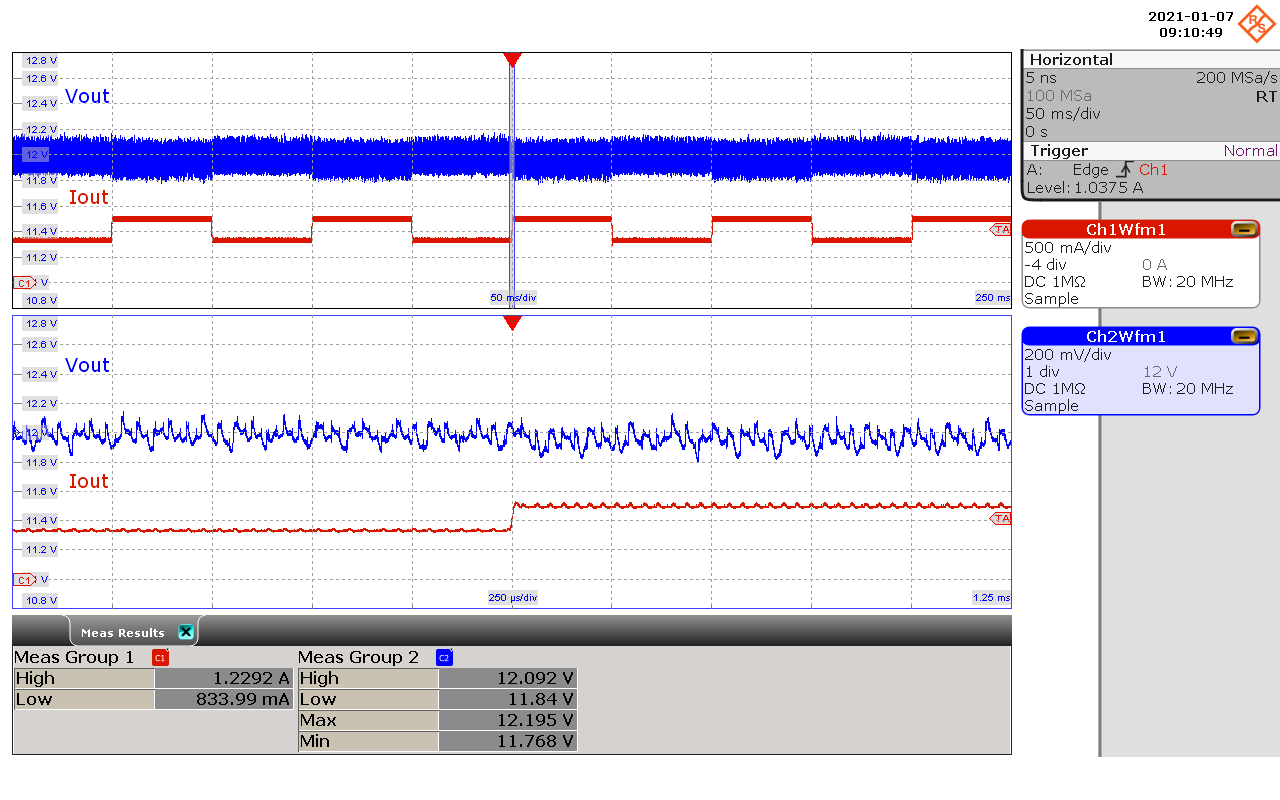 2021-01-07
09:10:49
R&S
Horizontal
5 ns 200 MSa/s
100 MSa RT
50 ms/div
0 s
Trigger Normal
A: Edge Ch1
Level: 1.0375 A
Ch1Wfm1
500 mA/div
-4 div 0 A
DC 1MΩ BW: 20 MHz
Sample
Ch2Wfm1
200 mV/div
1 div 12 V
DC 1MΩ BW: 20 MHz
Sample
12.8 V
12.6 V
Vout
12.4 V
12.2 V
12 V
11.8 V
Iout
11.6 V
11.4 V
TA
11.2 V
C1 V
10.8 V
50 ms/div
250 ms
12.8 V
12.6 V
Vout
12.4 V
12.2 V
11.8 V
Iout
11.6 V
11.4 V
TA
11.2 V
C1 V
10.8 V
250 µs/div
1.25 ms
Meas Results
Meas Group 1 C1
High 1.2292 A
Low 833.99 mA
Meas Group 2 C2
High 12.092 V
Low 11.84 V
Max 12.195 V
Min 11.768 V